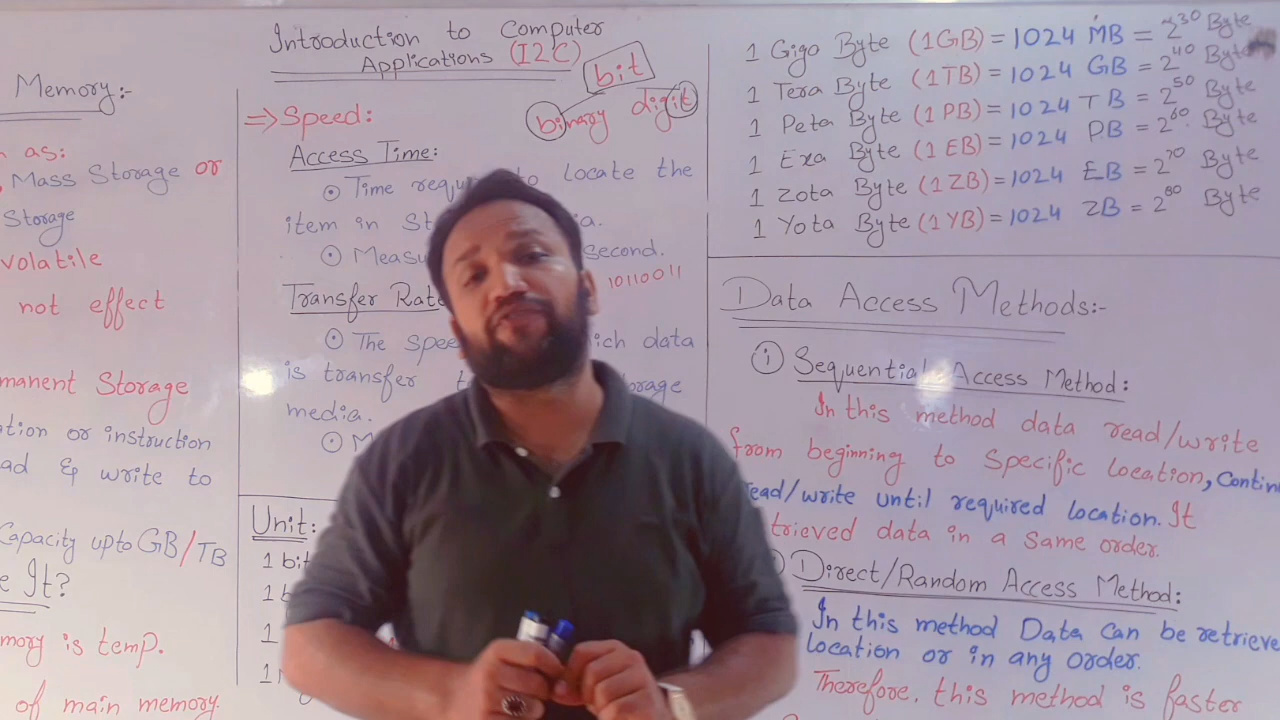 Introduction to Computer
Applications (I2C)
Memory:-
as:
Mass Storage or
Storage
volatile
not effect
manent Storage
tion or instruction
ad & write to
Capacity upto GB/TB
e It?
mory is temp.
of main memory.
bit
binary digit
⇒ Speed:
Access Time:
⊙ Time requ to locate the
item in St a.
⊙ Measu second.
10110011
Transfer Rat
⊙ The spee ich data
is transfer t orage
media.
⊙ M
Unit:
1 bit
1 b
1
1
1 Gigo Byte (1GB) = 1024 MB = 2^30 Byte
1 Tera Byte (1TB) = 1024 GB = 2^40 Byte
1 Peta Byte (1PB) = 1024 TB = 2^50 Byte
1 Exa Byte (1EB) = 1024 PB = 2^60 Byte
1 Zota Byte (1ZB) = 1024 EB = 2^70 Byte
1 Yota Byte (1YB) = 1024 ZB = 2^80 Byte
Data Access Methods:-
(i) Sequential Access Method:
In this method data read/write
from beginning to specific location, contin
read/write until required location. It
trieved data in a same order.
Direct/Random Access Method:
In this method Data can be retrieve
location or in any order.
Therefore, this method is faster